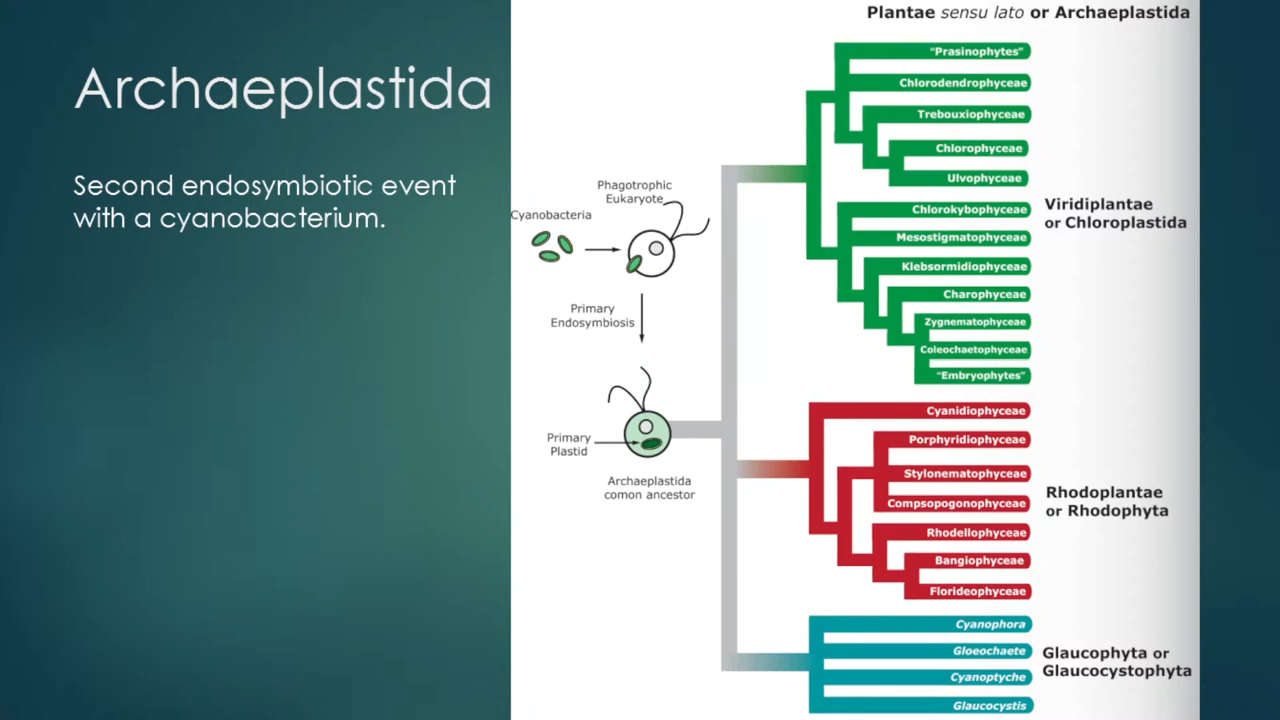 Archaeplastida
Second endosymbiotic event
with a cyanobacterium.
Plantae sensu lato or Archaeplastida
Phagotrophic
Eukaryote
Cyanobacteria
Primary
Endosymbiosis
Primary
Plastid
Archaeplastida
comon ancestor
"Prasinophytes"
Chlorodendrophyceae
Trebouxiophyceae
Chlorophyceae
Ulvophyceae
Chlorokybophyceae
Mesostigmatophyceae
Klebsormidiophyceae
Charophyceae
Zygnematophyceae
Coleochaetophyceae
"Embryophytes"
Viridiplantae
or Chloroplastida
Cyanidiophyceae
Porphyridiophyceae
Stylonematophyceae
Compsopogonophyceae
Rhodellophyceae
Bangiophyceae
Florideophyceae
Rhodoplantae
or Rhodophyta
Cyanophora
Gloeochaete
Cyanoptyche
Glaucocystis
Glaucophyta or
Glaucocystophyta